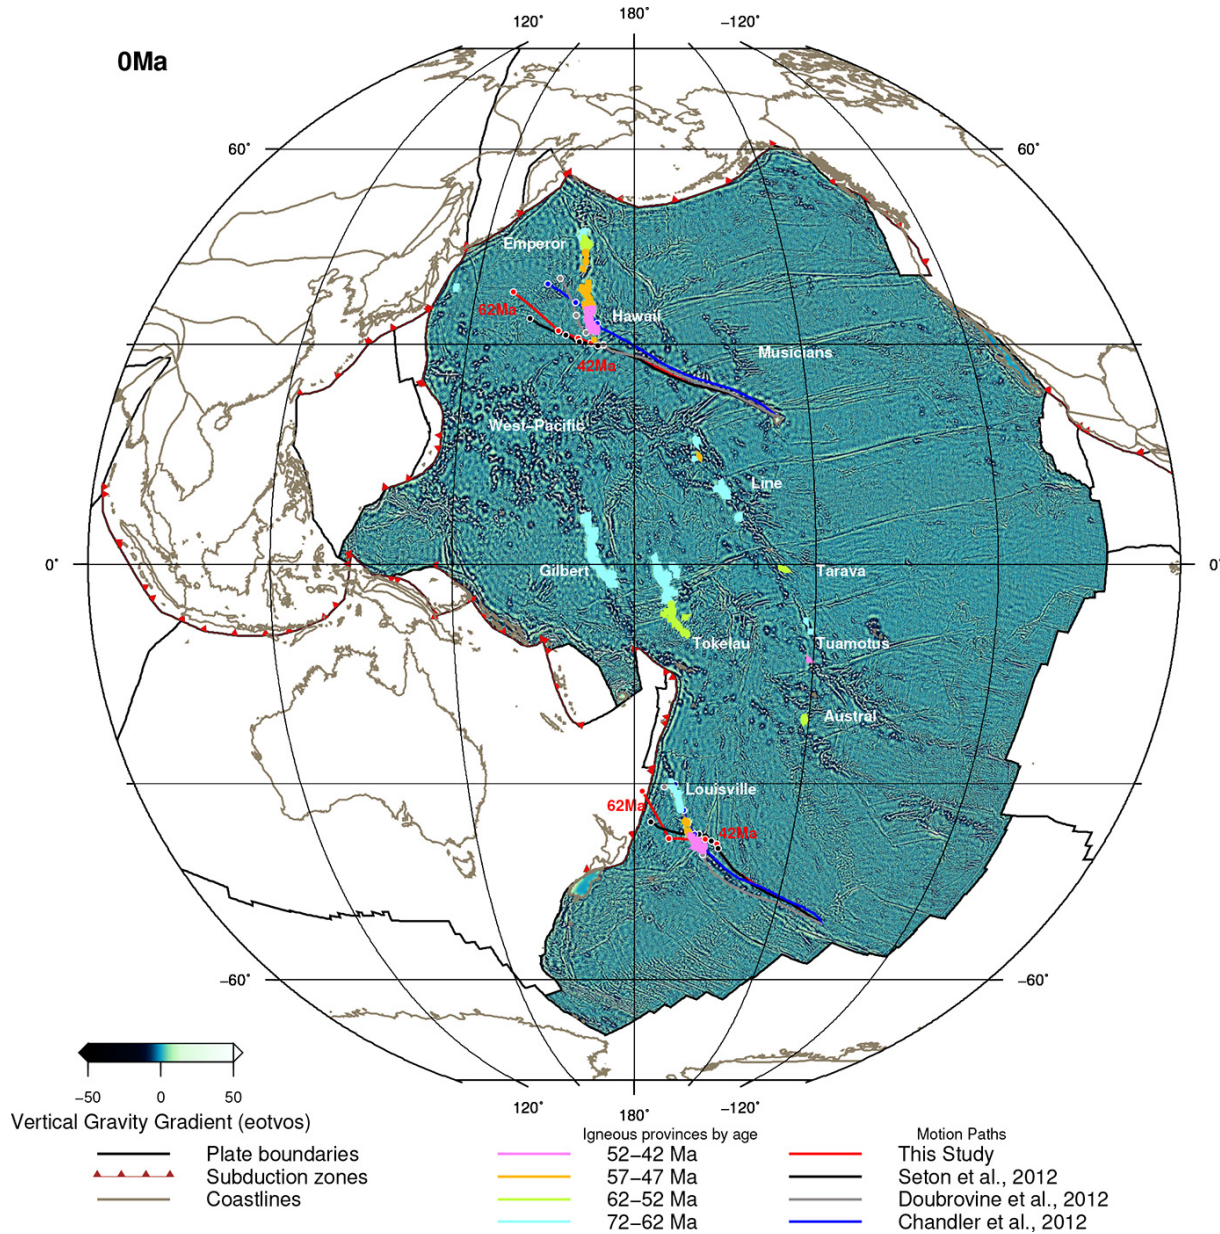 120° 180° −120°
0Ma
60° 60°
Emperor
62Ma
Hawaii
Musicians
42Ma
West−Pacific
Line
0° 0°
Gilbert
Tarava
Tokelau
Tuamotus
Austral
Louisville
62Ma
42Ma
−60° −60°
120° 180° −120°
−50 0 50
Vertical Gravity Gradient (eotvos)
Plate boundaries
Subduction zones
Coastlines
Igneous provinces by age
52−42 Ma
57−47 Ma
62−52 Ma
72−62 Ma
Motion Paths
This Study
Seton et al., 2012
Doubrovine et al., 2012
Chandler et al., 2012